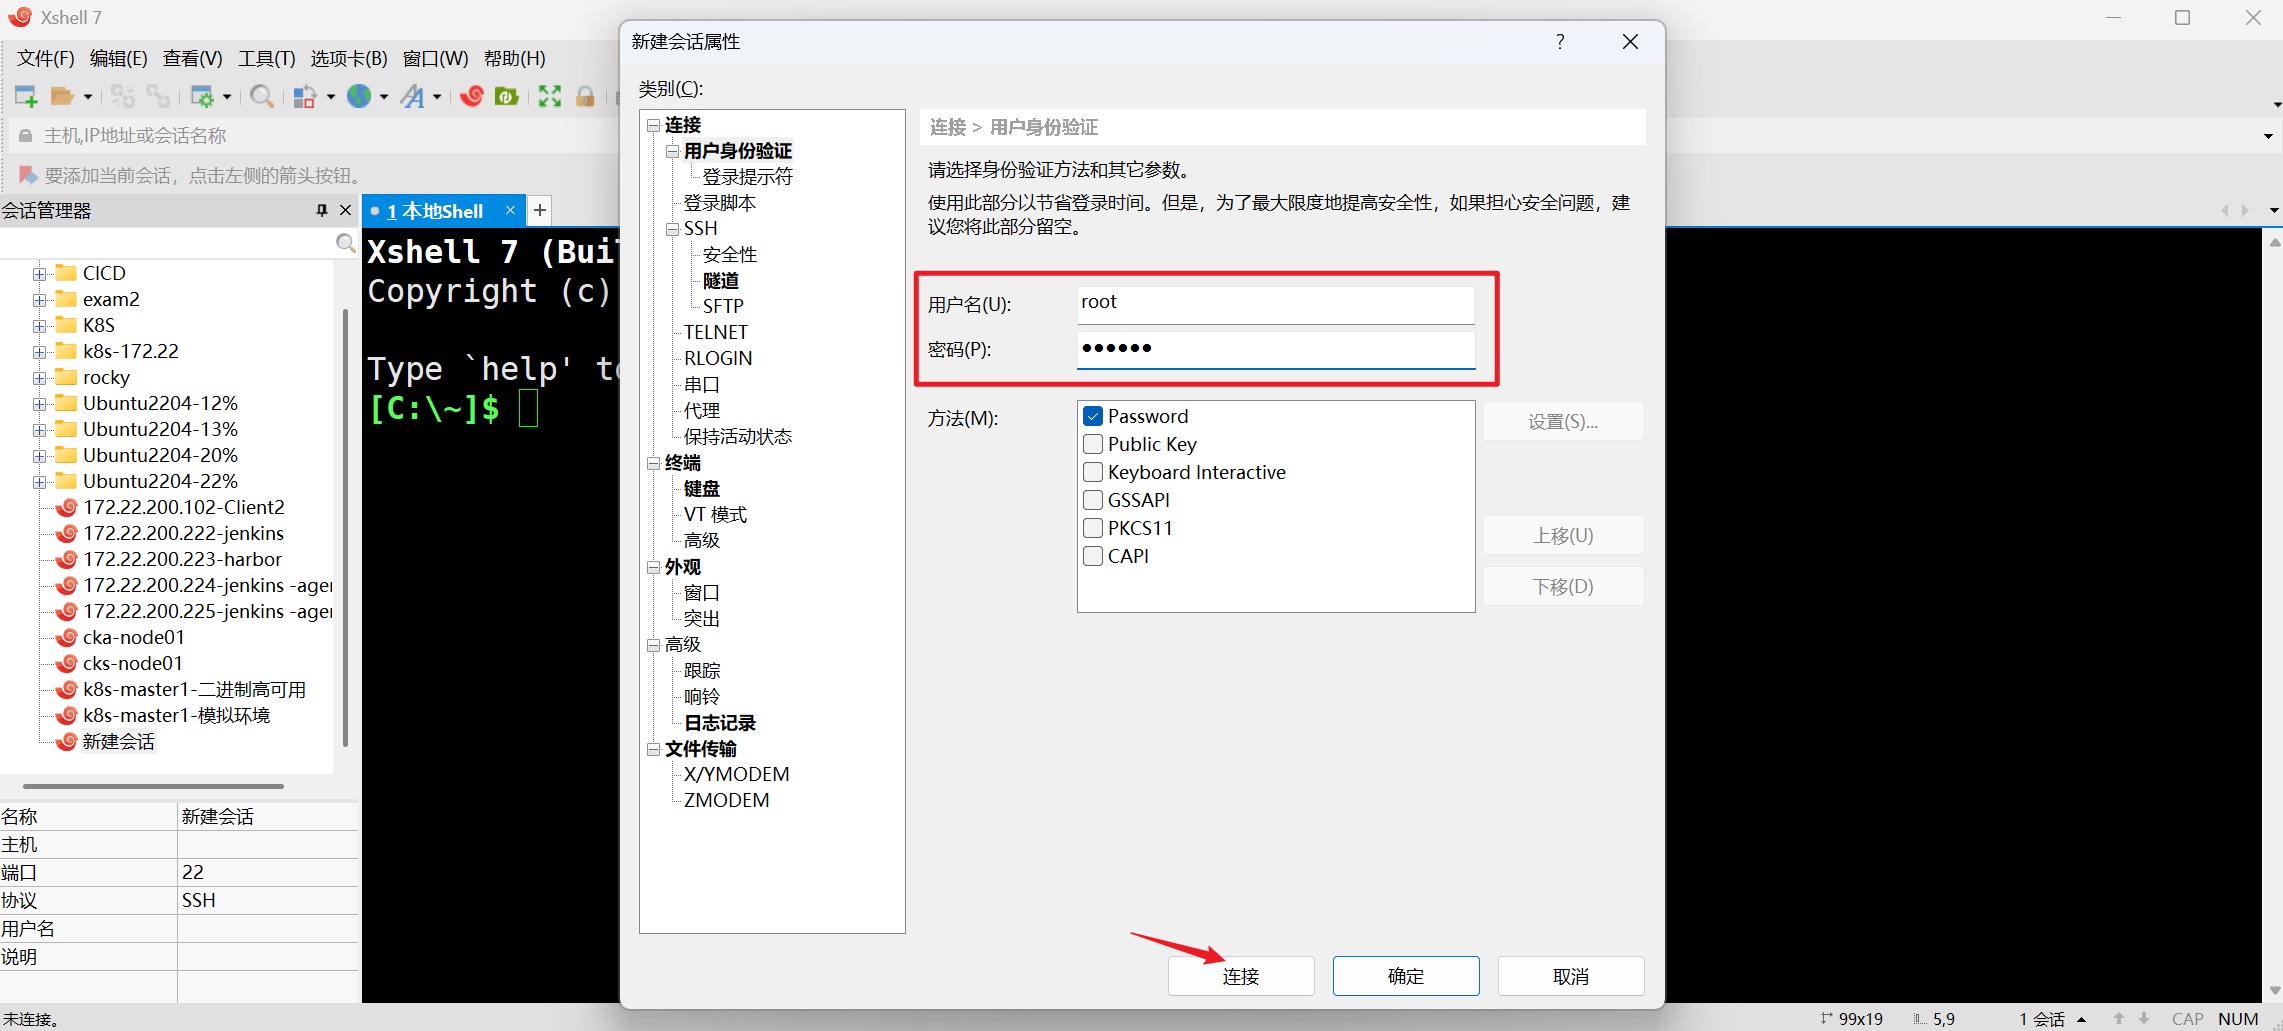 Xshell 7
文件(F) 编辑(E) 查看(V) 工具(T) 选项卡(B) 窗口(W) 帮助(H)
主机,IP地址或会话名称
要添加当前会话，点击左侧的箭头按钮。
会话管理器
1 本地Shell
CICD
exam2
K8S
k8s-172.22
rocky
Ubuntu2204-12%
Ubuntu2204-13%
Ubuntu2204-20%
Ubuntu2204-22%
172.22.200.102-Client2
172.22.200.222-jenkins
172.22.200.223-harbor
172.22.200.224-jenkins -ager
172.22.200.225-jenkins -ager
cka-node01
cks-node01
k8s-master1-二进制高可用
k8s-master1-模拟环境
新建会话
名称 新建会话
主机
端口 22
协议 SSH
用户名
说明
未连接。
Xshell 7 (Buil
Copyright (c)
Type `help' to
[C:\~]$
新建会话属性
类别(C):
连接
用户身份验证
登录提示符
登录脚本
SSH
安全性
隧道
SFTP
TELNET
RLOGIN
串口
代理
保持活动状态
终端
键盘
VT 模式
高级
外观
窗口
突出
高级
跟踪
响铃
日志记录
文件传输
X/YMODEM
ZMODEM
连接 > 用户身份验证
请选择身份验证方法和其它参数。
使用此部分以节省登录时间。但是，为了最大限度地提高安全性，如果担心安全问题，建
议您将此部分留空。
用户名(U): root
密码(P): ●●●●●●
方法(M):
Password
Public Key
Keyboard Interactive
GSSAPI
PKCS11
CAPI
设置(S)...
上移(U)
下移(D)
连接 确定 取消
99x19 5,9 1 会话 CAP NUM